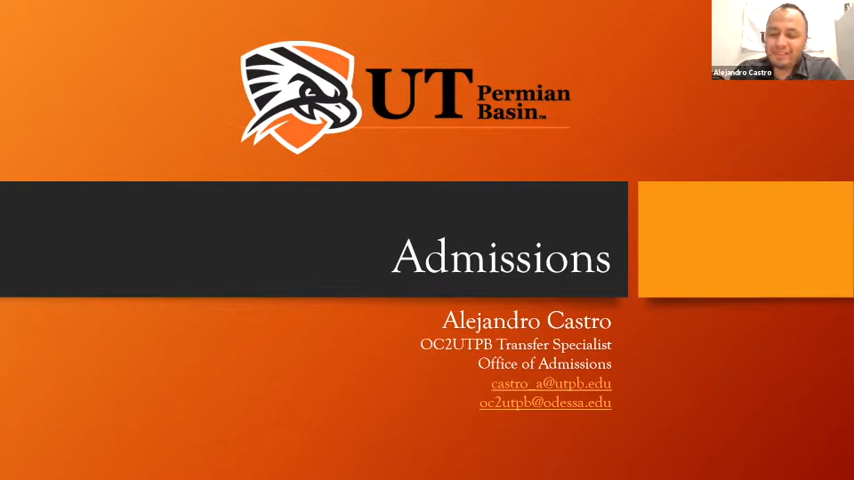 UT Permian
Basin™
Alejandro Castro
Admissions
Alejandro Castro
OC2UTPB Transfer Specialist
Office of Admissions
castro_a@utpb.edu
oc2utpb@odessa.edu